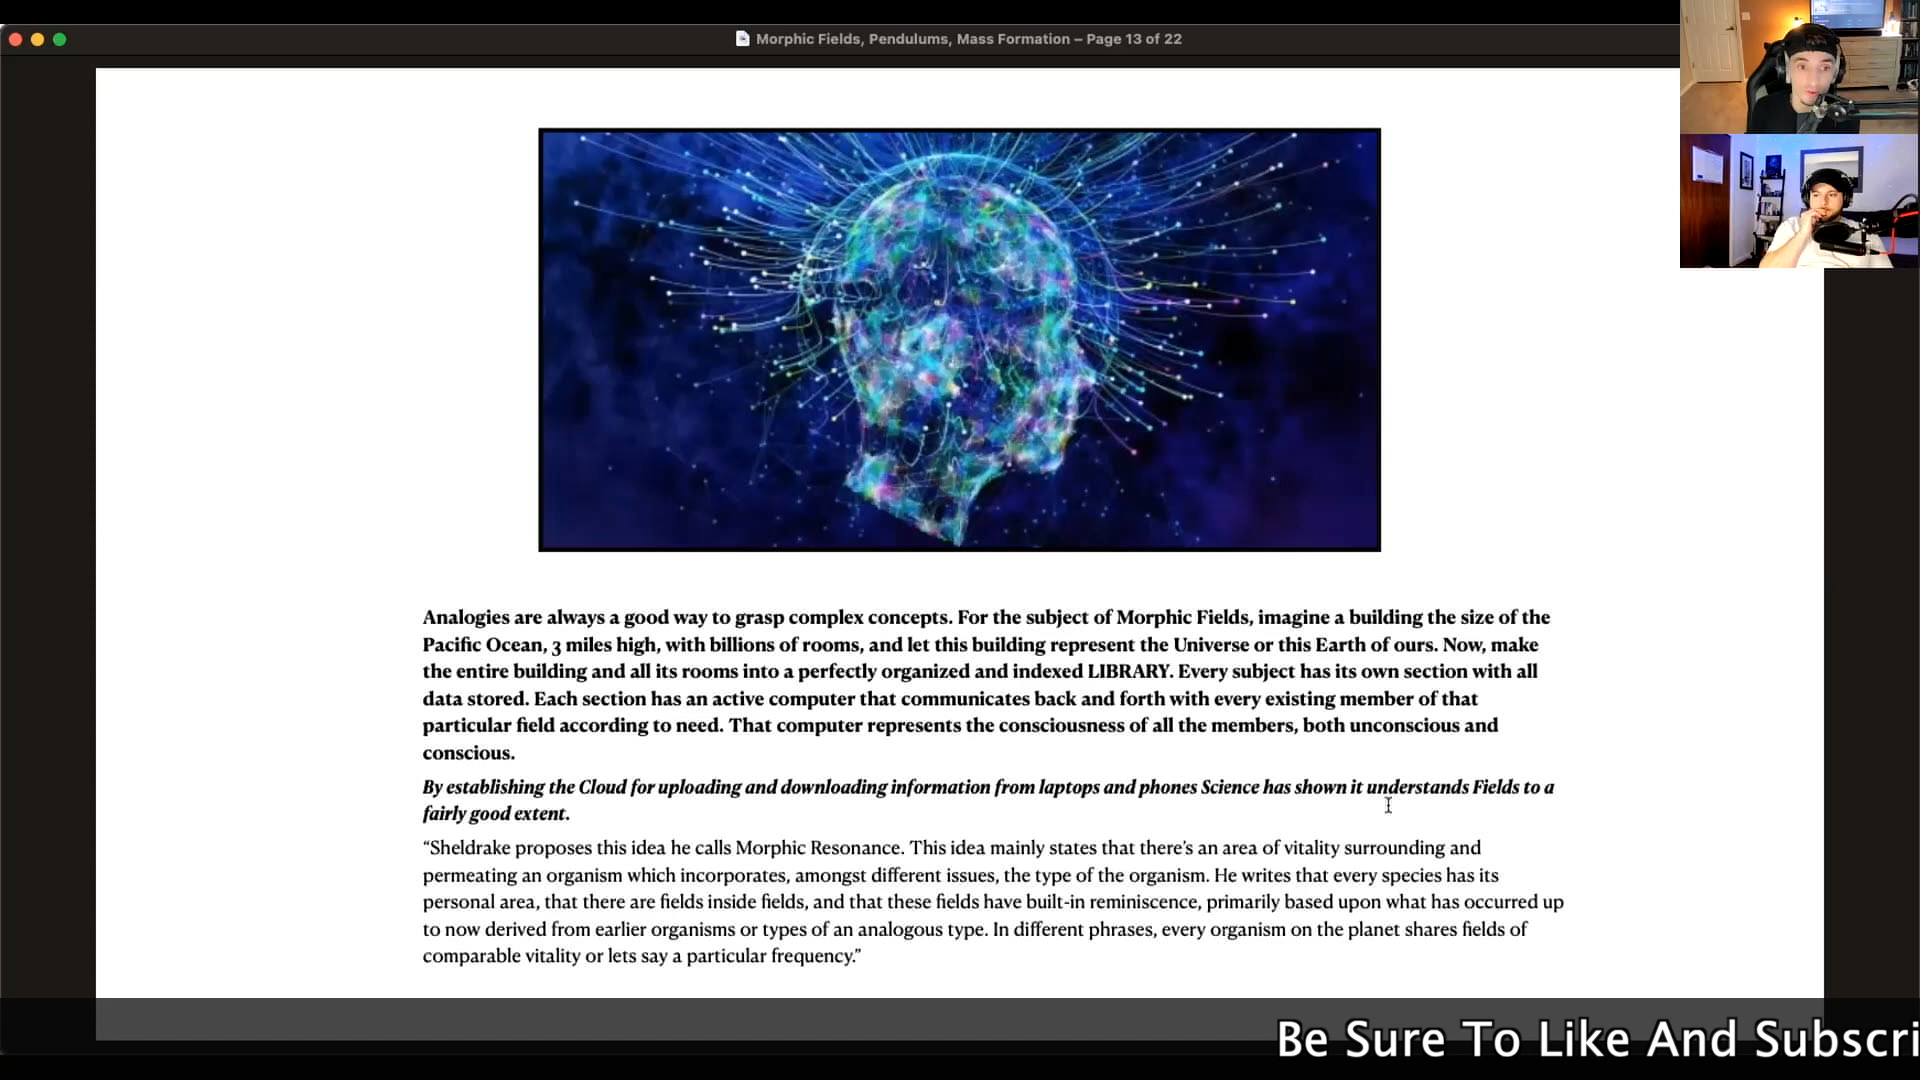 Morphic Fields, Pendulums, Mass Formation – Page 13 of 22
Analogies are always a good way to grasp complex concepts. For the subject of Morphic Fields, imagine a building the size of the
Pacific Ocean, 3 miles high, with billions of rooms, and let this building represent the Universe or this Earth of ours. Now, make
the entire building and all its rooms into a perfectly organized and indexed LIBRARY. Every subject has its own section with all
data stored. Each section has an active computer that communicates back and forth with every existing member of that
particular field according to need. That computer represents the consciousness of all the members, both unconscious and
conscious.
By establishing the Cloud for uploading and downloading information from laptops and phones Science has shown it understands Fields to a
fairly good extent.
“Sheldrake proposes this idea he calls Morphic Resonance. This idea mainly states that there’s an area of vitality surrounding and
permeating an organism which incorporates, amongst different issues, the type of the organism. He writes that every species has its
personal area, that there are fields inside fields, and that these fields have built-in reminiscence, primarily based upon what has occurred up
to now derived from earlier organisms or types of an analogous type. In different phrases, every organism on the planet shares fields of
comparable vitality or lets say a particular frequency.”
Be Sure To Like And Subscri